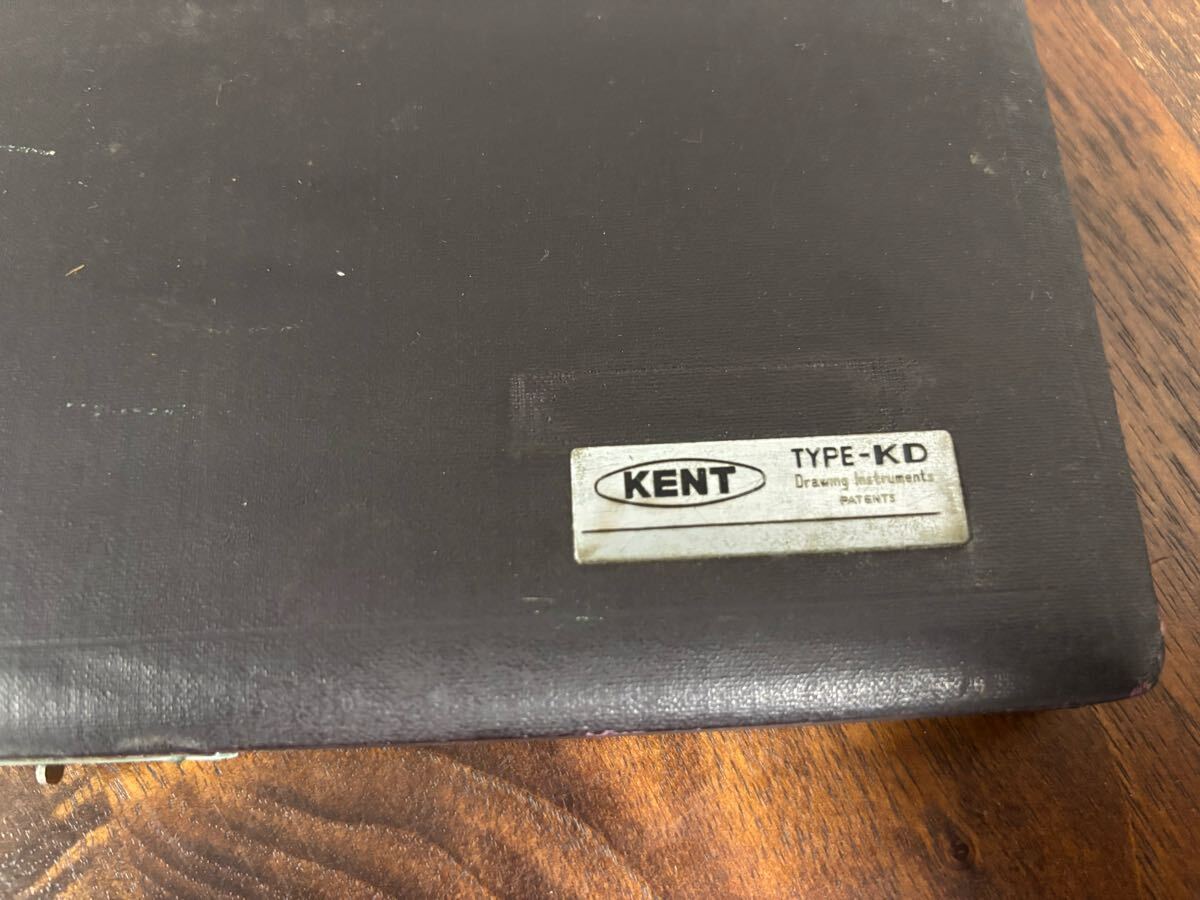 KENT
TYPE-KD
Drawing Instruments
PATENTS